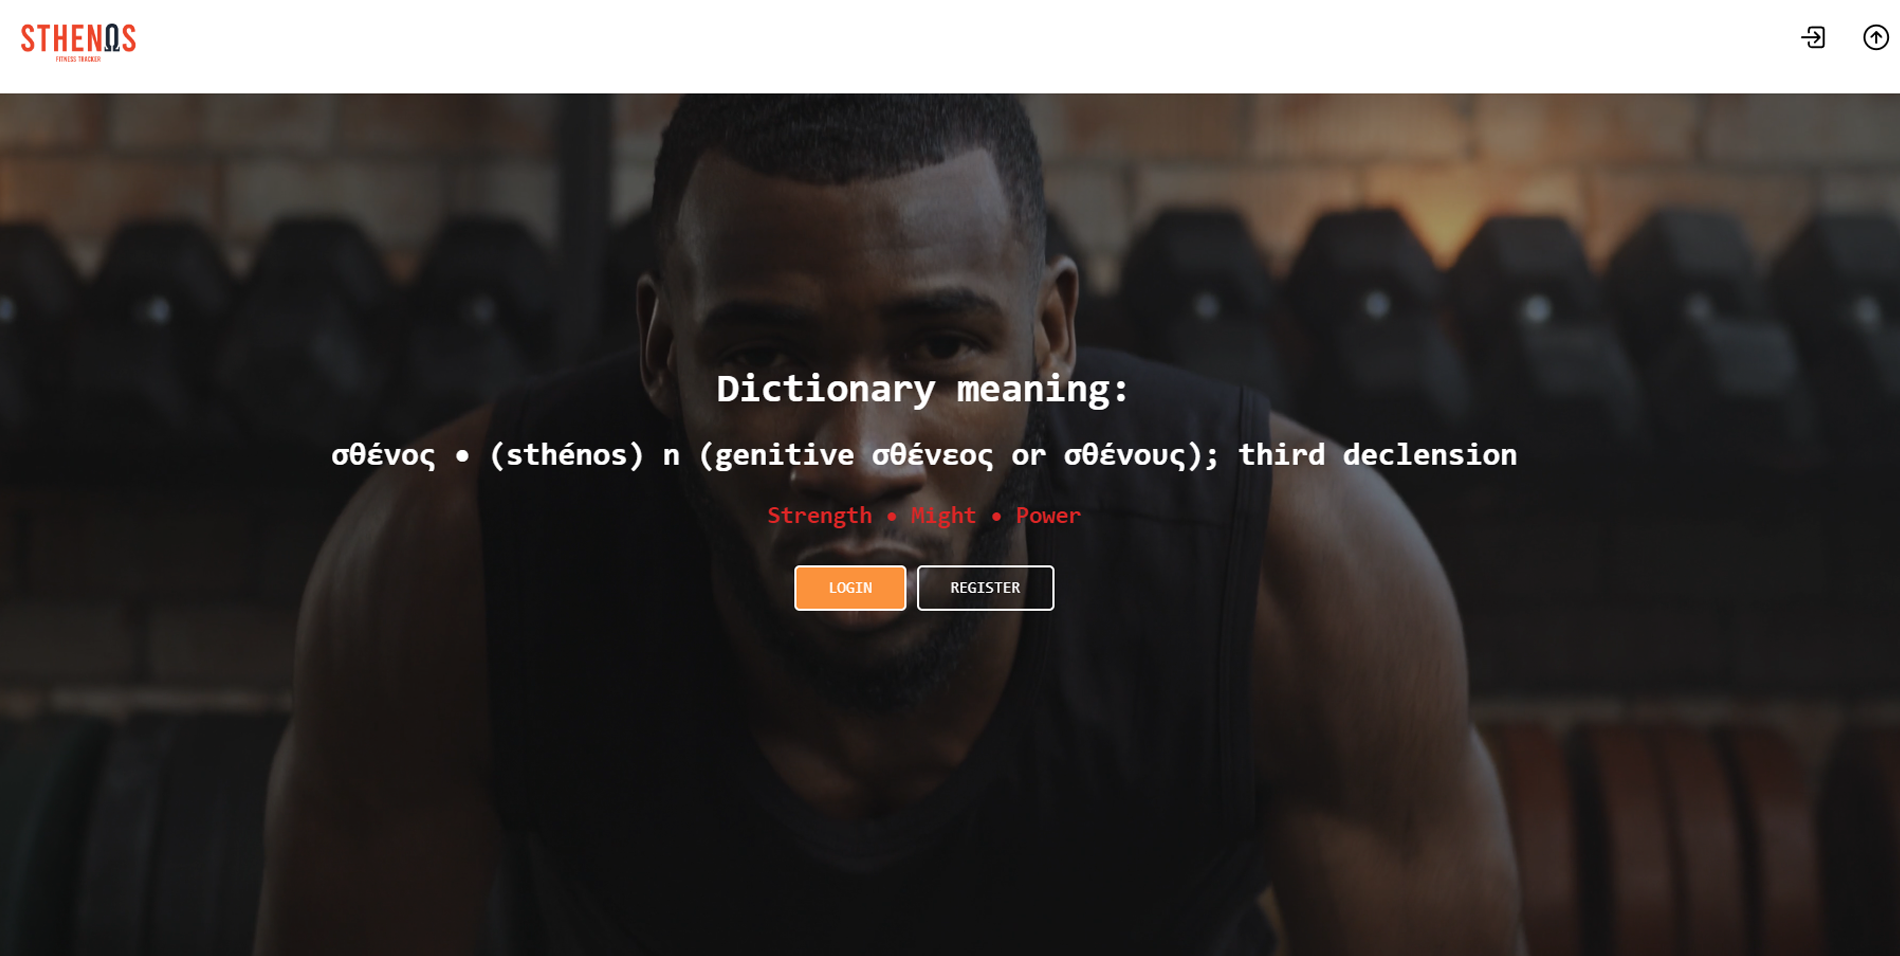 STHENΩS
FITNESS TRACKER
Dictionary meaning:
σθένος • (sthénos) n (genitive σθένεος or σθένους); third declension
Strength • Might • Power
LOGIN
REGISTER